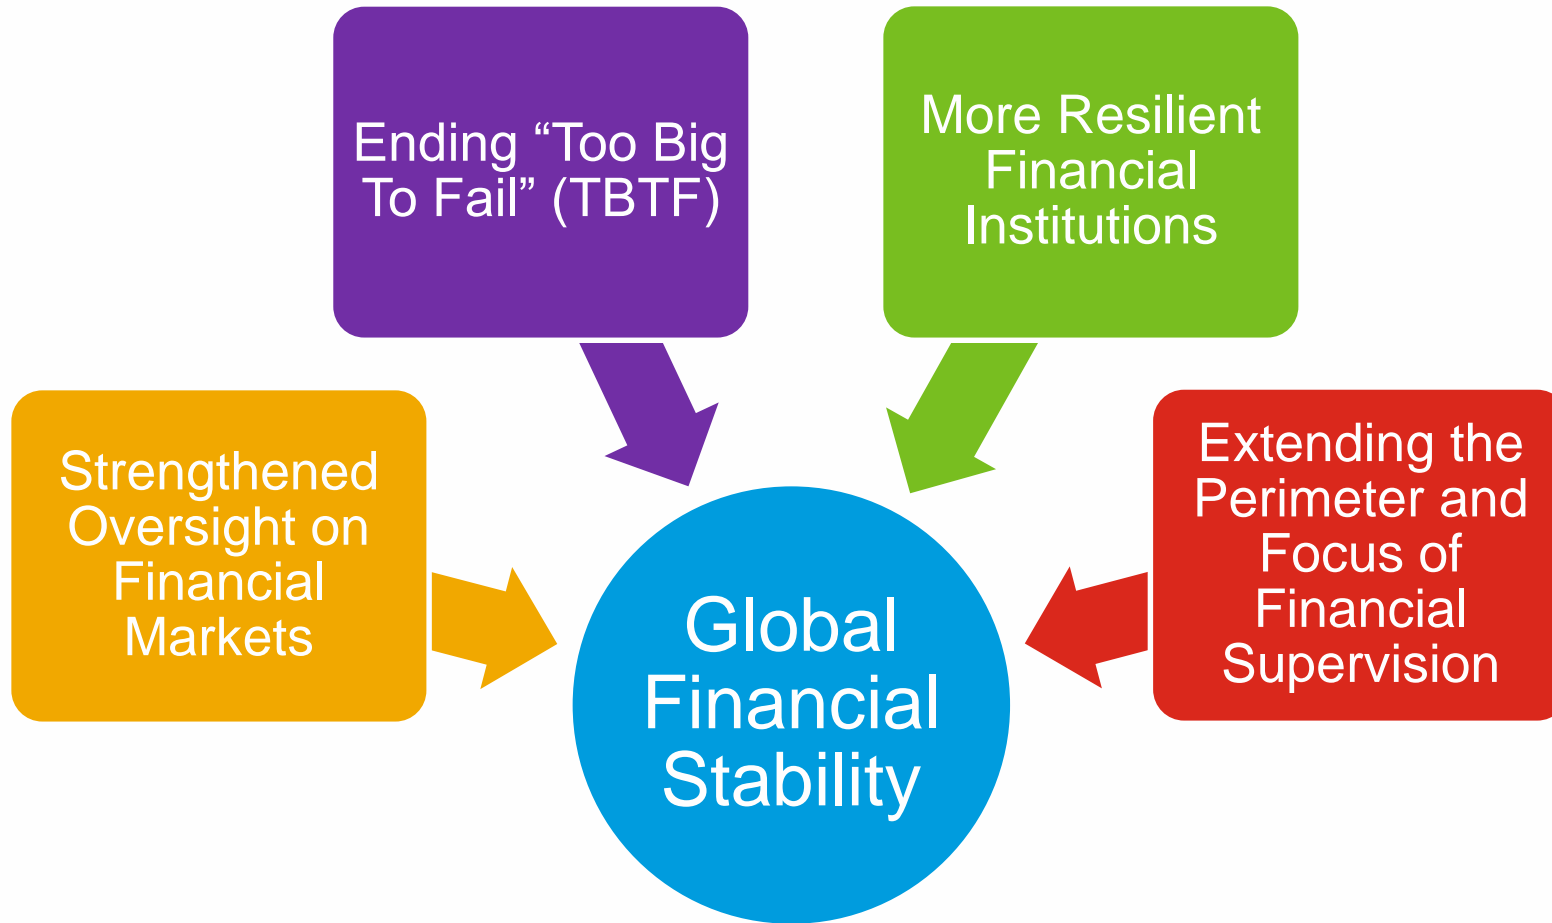 Ending “Too Big
To Fail” (TBTF)
More Resilient
Financial
Institutions
Strengthened
Oversight on
Financial
Markets
Extending the
Perimeter and
Focus of
Financial
Supervision
Global
Financial
Stability